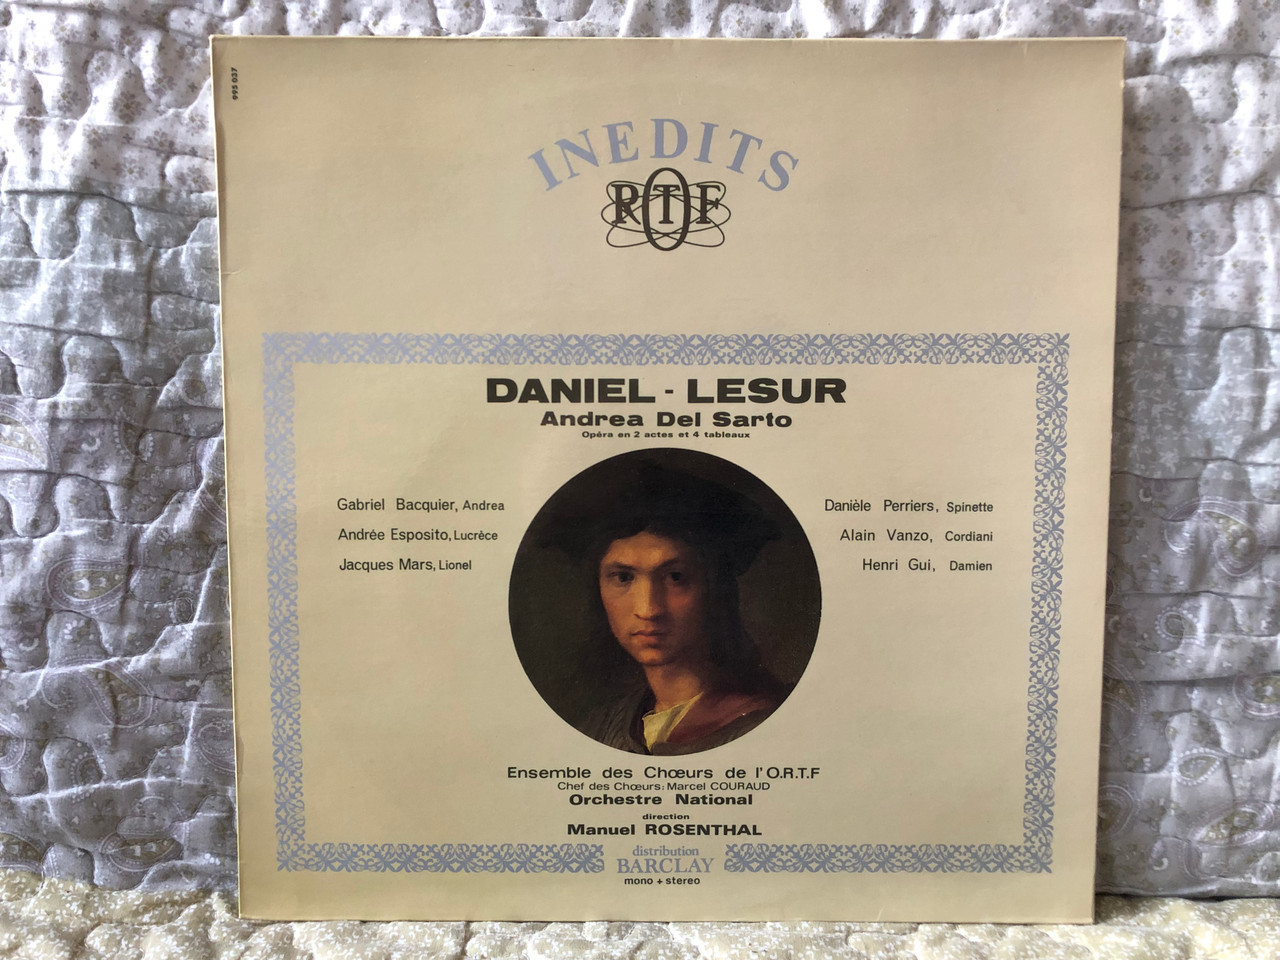 995 037
INEDITS
ORTF
DANIEL - LESUR
Andrea Del Sarto
Opéra en 2 actes et 4 tableaux
Gabriel Bacquier, Andrea
Andrée Esposito, Lucrèce
Jacques Mars, Lionel
Danièle Perriers, Spinette
Alain Vanzo, Cordiani
Henri Gui, Damien
Ensemble des Chœurs de l'O.R.T.F
Chef des Chœurs: Marcel COURAUD
Orchestre National
direction
Manuel ROSENTHAL
distribution
BARCLAY
mono + stereo